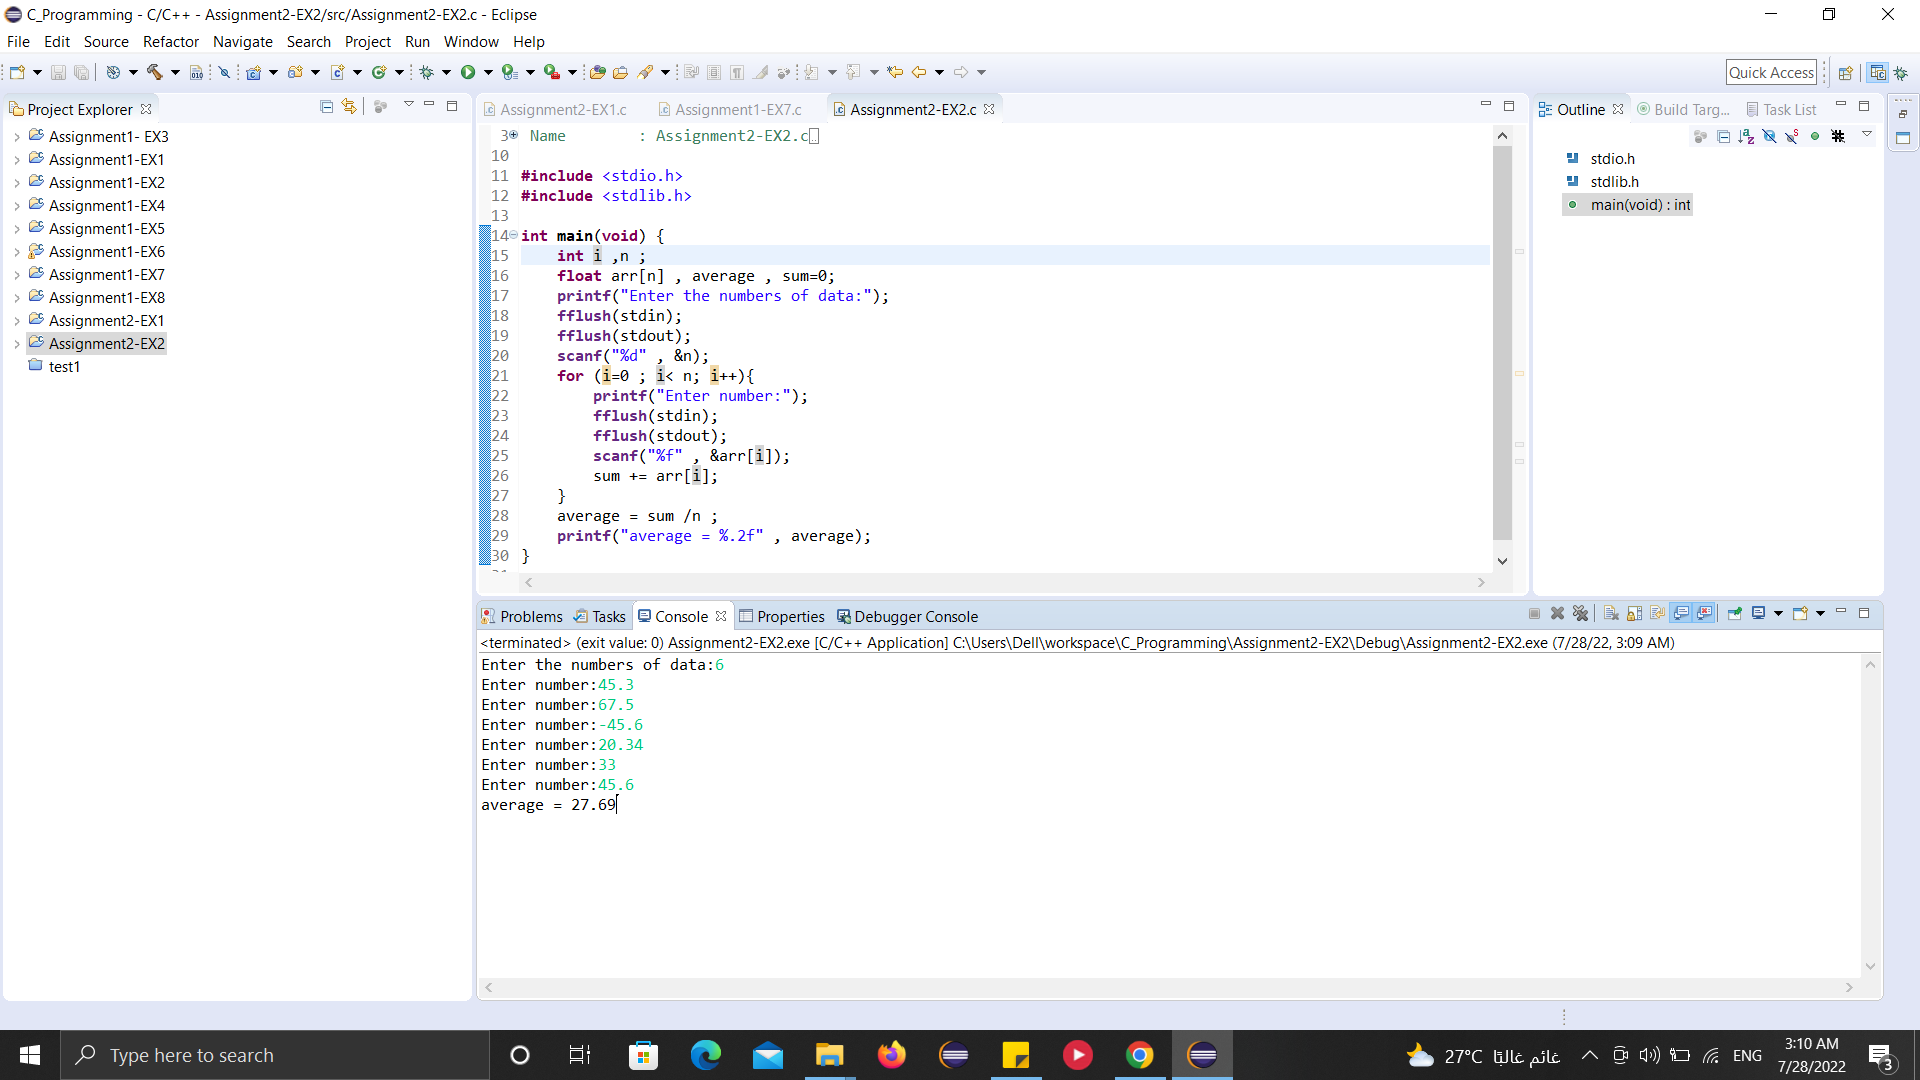 C_Programming - C/C++ - Assignment2-EX2/src/Assignment2-EX2.c - Eclipse
File Edit Source Refactor Navigate Search Project Run Window Help
Quick Access
Project Explorer
Assignment1- EX3
Assignment1-EX1
Assignment1-EX2
Assignment1-EX4
Assignment1-EX5
Assignment1-EX6
Assignment1-EX7
Assignment1-EX8
Assignment2-EX1
Assignment2-EX2
test1
Assignment2-EX1.c Assignment1-EX7.c Assignment2-EX2.c
3 Name : Assignment2-EX2.c
10
11 #include <stdio.h>
12 #include <stdlib.h>
13
14 int main(void) {
15 int i ,n ;
16 float arr[n] , average , sum=0;
17 printf("Enter the numbers of data:");
18 fflush(stdin);
19 fflush(stdout);
20 scanf("%d" , &n);
21 for (i=0 ; i< n; i++){
22 printf("Enter number:");
23 fflush(stdin);
24 fflush(stdout);
25 scanf("%f" , &arr[i]);
26 sum += arr[i];
27 }
28 average = sum /n ;
29 printf("average = %.2f" , average);
30 }
Outline Build Targ... Task List
stdio.h
stdlib.h
main(void) : int
Problems Tasks Console Properties Debugger Console
<terminated> (exit value: 0) Assignment2-EX2.exe [C/C++ Application] C:\Users\Dell\workspace\C_Programming\Assignment2-EX2\Debug\Assignment2-EX2.exe (7/28/22, 3:09 AM)
Enter the numbers of data:6
Enter number:45.3
Enter number:67.5
Enter number:-45.6
Enter number:20.34
Enter number:33
Enter number:45.6
average = 27.69
Type here to search
27°C غائم غالبًا
ENG
3:10 AM
7/28/2022
3